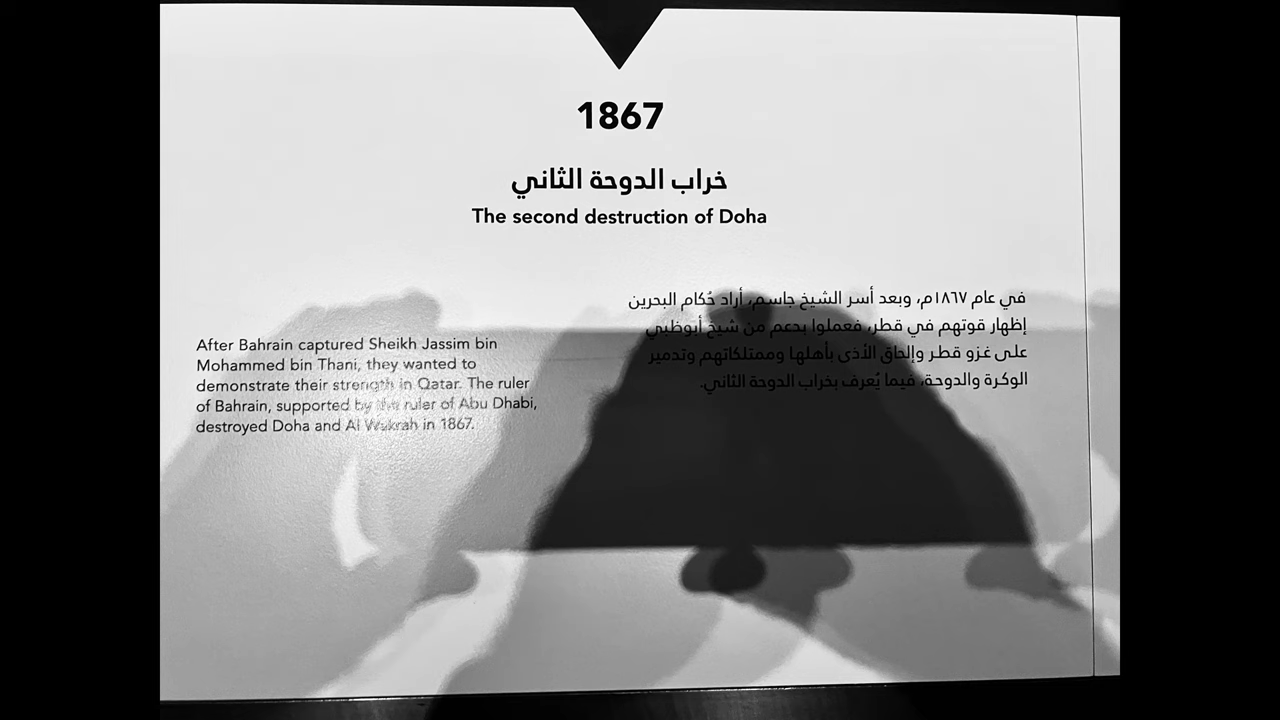 1867
خراب الدوحة الثاني
The second destruction of Doha
After Bahrain captured Sheikh Jassim bin
Mohammed bin Thani, they wanted to
demonstrate their strength in Qatar. The ruler
of Bahrain, supported by the ruler of Abu Dhabi,
destroyed Doha and Al Wakrah in 1867.
في عام ١٨٦٧م، وبعد أسر الشيخ جاسم، أراد حُكام البحرين
إظهار قوتهم في قطر، فعملوا بدعم من شيخ أبوظبي
على غزو قطر وإلحاق الأذى بأهلها وممتلكاتهم وتدمير
الوكرة والدوحة، فيما يُعرف بخراب الدوحة الثاني.